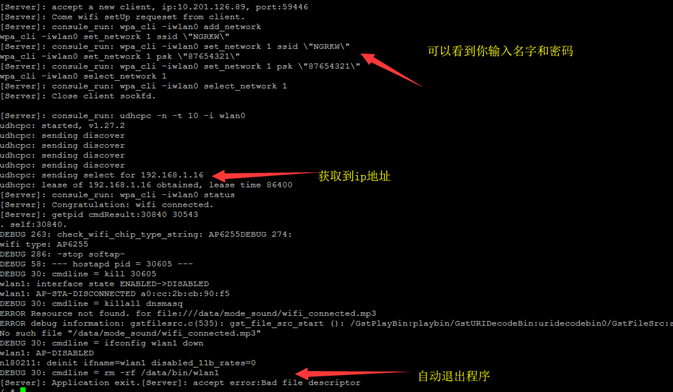 [Server]: accept a new client, ip:10.201.126.89, port:59446
[Server]: Come wifi setUp requeset from client.
[Server]: consule_run: wpa_cli -iwlan0 add_network
wpa_cli -iwlan0 set_network 1 ssid \"NGRKW\"
[Server]: consule_run: wpa_cli -iwlan0 set_network 1 ssid \"NGRKW\"
可以看到你输入名字和密码
wpa_cli -iwlan0 set_network 1 psk \"87654321\"
[Server]: consule_run: wpa_cli -iwlan0 set_network 1 psk \"87654321\"
wpa_cli -iwlan0 select_network 1
[Server]: consule_run: wpa_cli -iwlan0 select_network 1
[Server]: Close client sockfd.
[Server]: consule_run: udhcpc -n -t 10 -i wlan0
udhcpc: started, v1.27.2
udhcpc: sending discover
udhcpc: sending discover
udhcpc: sending discover
udhcpc: sending discover
udhcpc: sending select for 192.168.1.16
获取到ip地址
udhcpc: lease of 192.168.1.16 obtained, lease time 86400
[Server]: consule_run: wpa_cli -iwlan0 status
[Server]: Congratulation: wifi connected.
[Server]: getpid cmdResult:30840 30543
. self:30840.
DEBUG 263: check_wifi_chip_type_string: AP6255DEBUG 274:
wifi type: AP6255
DEBUG 286: -stop softap-
DEBUG 58: --- hostapd pid = 30605 ---
DEBUG 30: cmdline = kill 30605
wlan1: interface state ENABLED->DISABLED
wlan1: AP-STA-DISCONNECTED a0:cc:2b:cb:90:f5
DEBUG 30: cmdline = killall dnsmasq
ERROR Resource not found. for file:///data/mode_sound/wifi_connected.mp3
ERROR debug information: gstfilesrc.c(535): gst_file_src_start (): /GstPlayBin:playbin/GstURIDecodeBin:uridecodebin0/GstFileSrc:s
No such file "/data/mode_sound/wifi_connected.mp3"
DEBUG 30: cmdline = ifconfig wlan1 down
wlan1: AP-DISABLED
nl80211: deinit ifname=wlan1 disabled_11b_rates=0
DEBUG 30: cmdline = rm -rf /data/bin/wlan1
自动退出程序
[Server]: Application exit.[Server]: accept error:Bad file descriptor
/ #